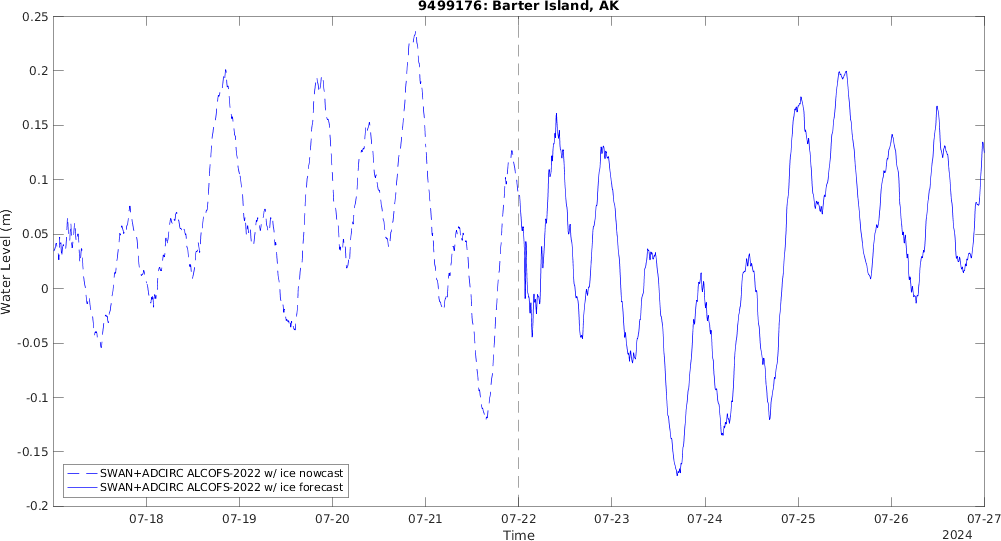 9499176: Barter Island, AK
0.25
0.2
0.15
0.1
0.05
0
-0.05
-0.1
-0.15
-0.2
Water Level (m)
SWAN+ADCIRC ALCOFS-2022 w/ ice nowcast
SWAN+ADCIRC ALCOFS-2022 w/ ice forecast
07-18 07-19 07-20 07-21 07-22 07-23 07-24 07-25 07-26 07-27
Time
2024